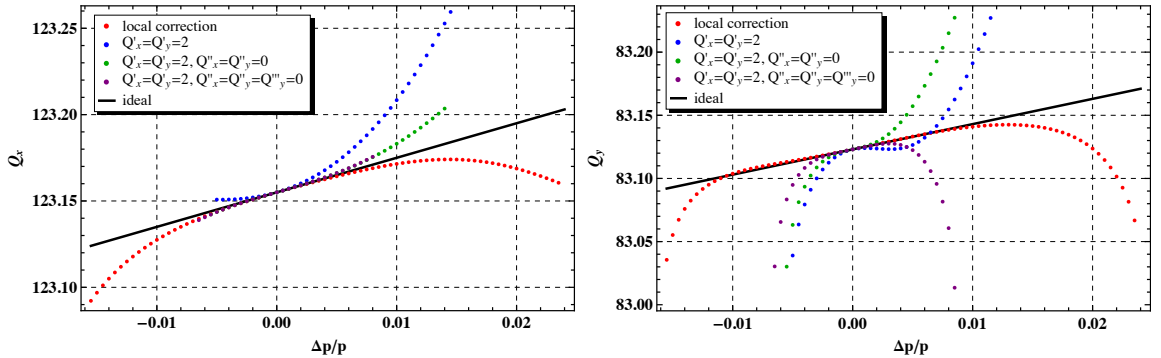 local correction
Q'x=Q'y=2
Q'x=Q'y=2, Q''x=Q''y=0
Q'x=Q'y=2, Q''x=Q''y=Q'''y=0
ideal
123.25
123.20
123.15
123.10
Qx
−0.01 0.00 0.01 0.02
Δp/p
local correction
Q'x=Q'y=2
Q'x=Q'y=2, Q''x=Q''y=0
Q'x=Q'y=2, Q''x=Q''y=Q'''y=0
ideal
83.20
83.15
83.10
83.05
83.00
Qy
−0.01 0.00 0.01 0.02
Δp/p